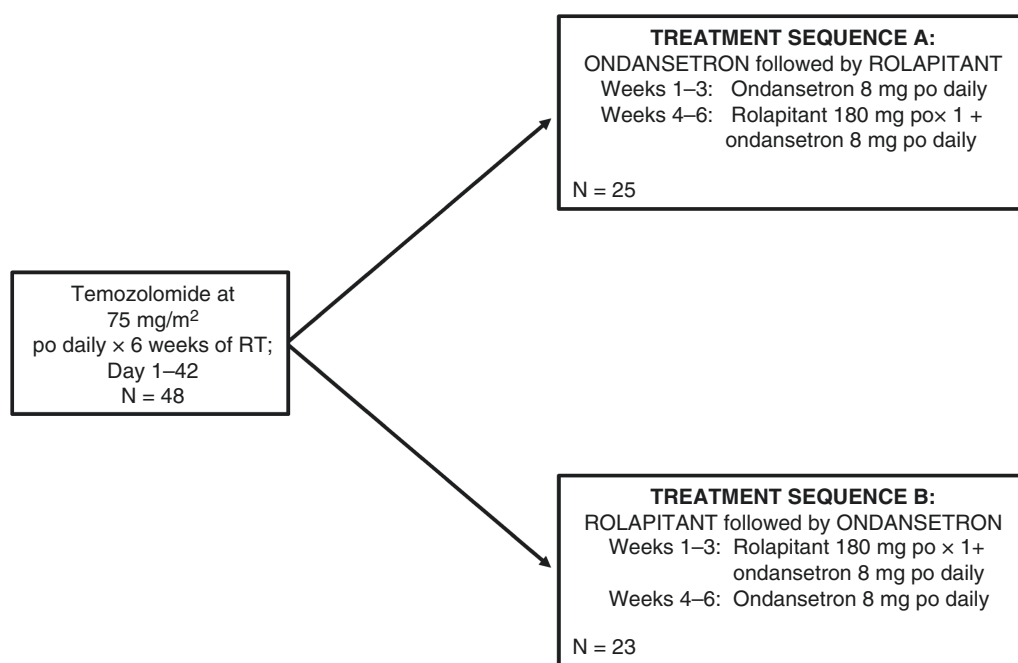 TREATMENT SEQUENCE A:
ONDANSETRON followed by ROLAPITANT
Weeks 1–3: Ondansetron 8 mg po daily
Weeks 4–6: Rolapitant 180 mg po× 1 +
ondansetron 8 mg po daily
N = 25
Temozolomide at
75 mg/m²
po daily × 6 weeks of RT;
Day 1–42
N = 48
TREATMENT SEQUENCE B:
ROLAPITANT followed by ONDANSETRON
Weeks 1–3: Rolapitant 180 mg po × 1+
ondansetron 8 mg po daily
Weeks 4–6: Ondansetron 8 mg po daily
N = 23